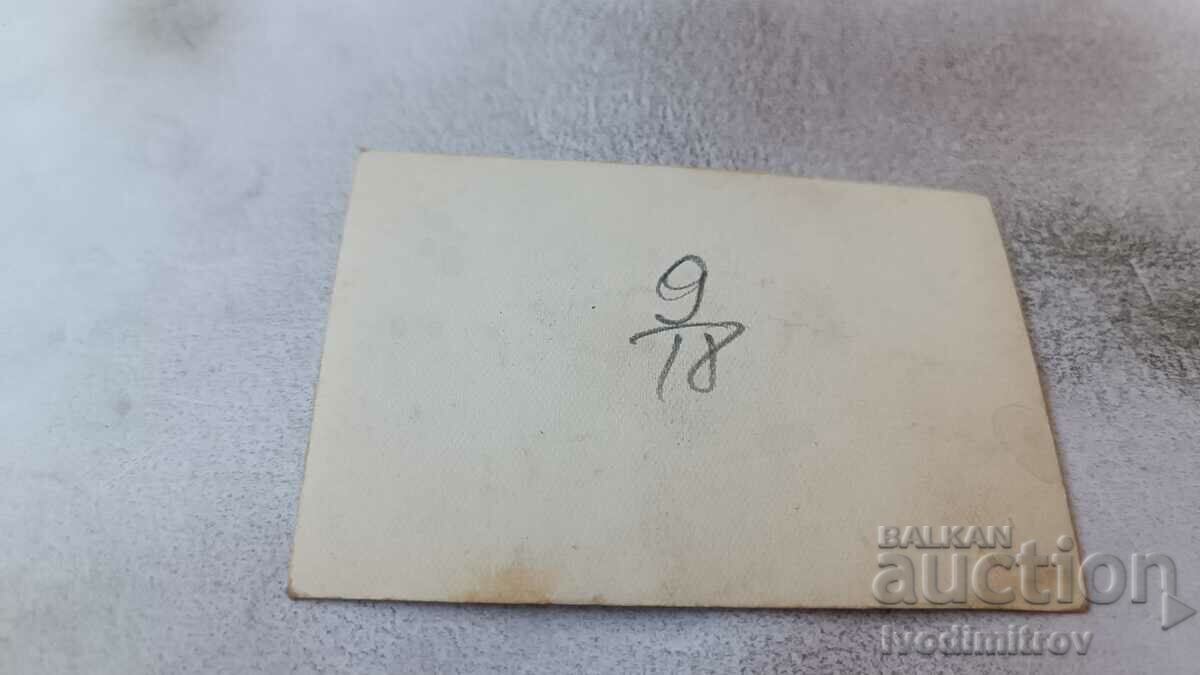 9
18
BALKAN
auction
ivodimitrov